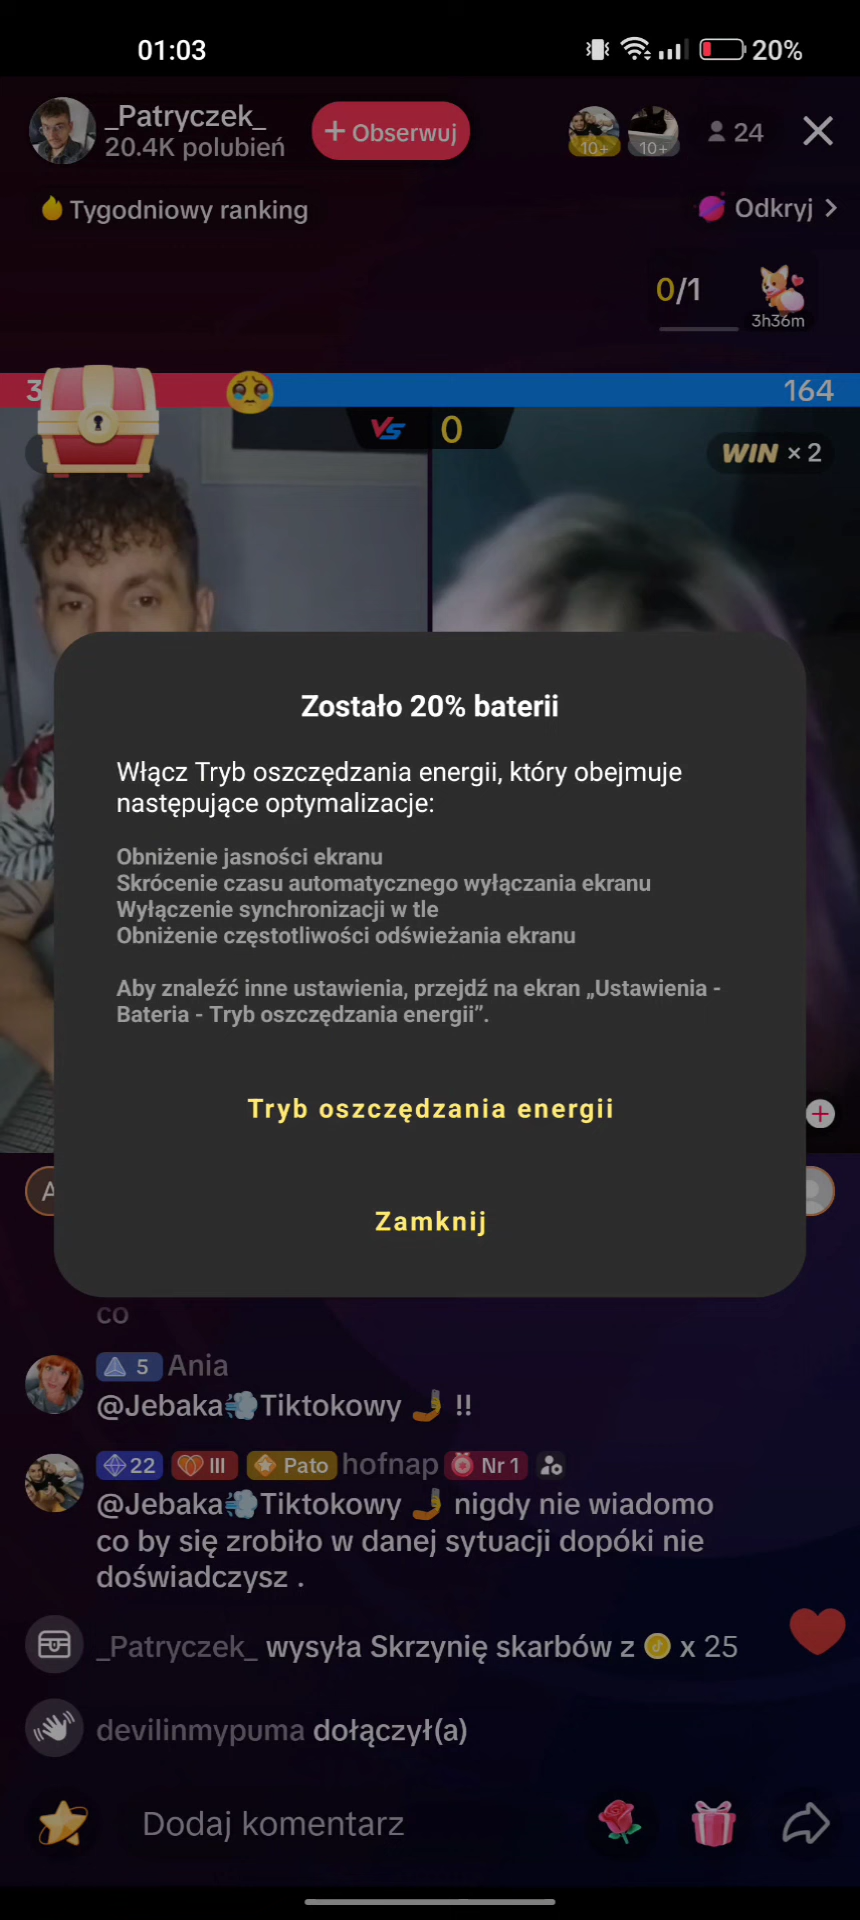 01:03
20%
_Patryczek_
20.4K polubień
+ Obserwuj
10+
10+
24
Tygodniowy ranking
Odkryj >
0/1
3h36m
3
164
VS
0
WIN × 2
Zostało 20% baterii
Włącz Tryb oszczędzania energii, który obejmuje
następujące optymalizacje:
Obniżenie jasności ekranu
Skrócenie czasu automatycznego wyłączania ekranu
Wyłączenie synchronizacji w tle
Obniżenie częstotliwości odświeżania ekranu
Aby znaleźć inne ustawienia, przejdź na ekran „Ustawienia -
Bateria - Tryb oszczędzania energii”.
Tryb oszczędzania energii
Zamknij
A
co
5 Ania
@Jebaka💨Tiktokowy 🤳 !!
22 III Pato hofnap Nr 1
@Jebaka💨Tiktokowy 🤳 nigdy nie wiadomo
co by się zrobiło w danej sytuacji dopóki nie
doświadczysz .
_Patryczek_ wysyła Skrzynię skarbów z x 25
devilinmypuma dołączył(a)
Dodaj komentarz